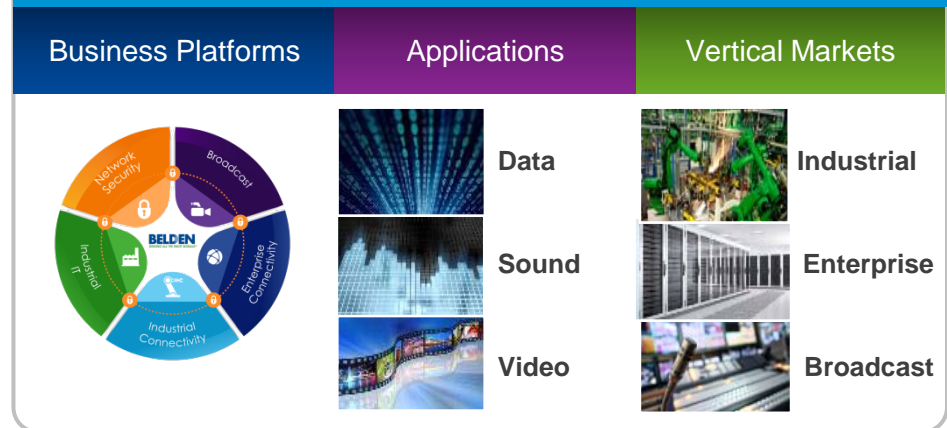 Business Platforms
Applications
Vertical Markets
Network
Security
Broadcast
BELDEN
Industrial
IT
Enterprise
Connectivity
Industrial
Connectivity
Data
Sound
Video
Industrial
Enterprise
Broadcast